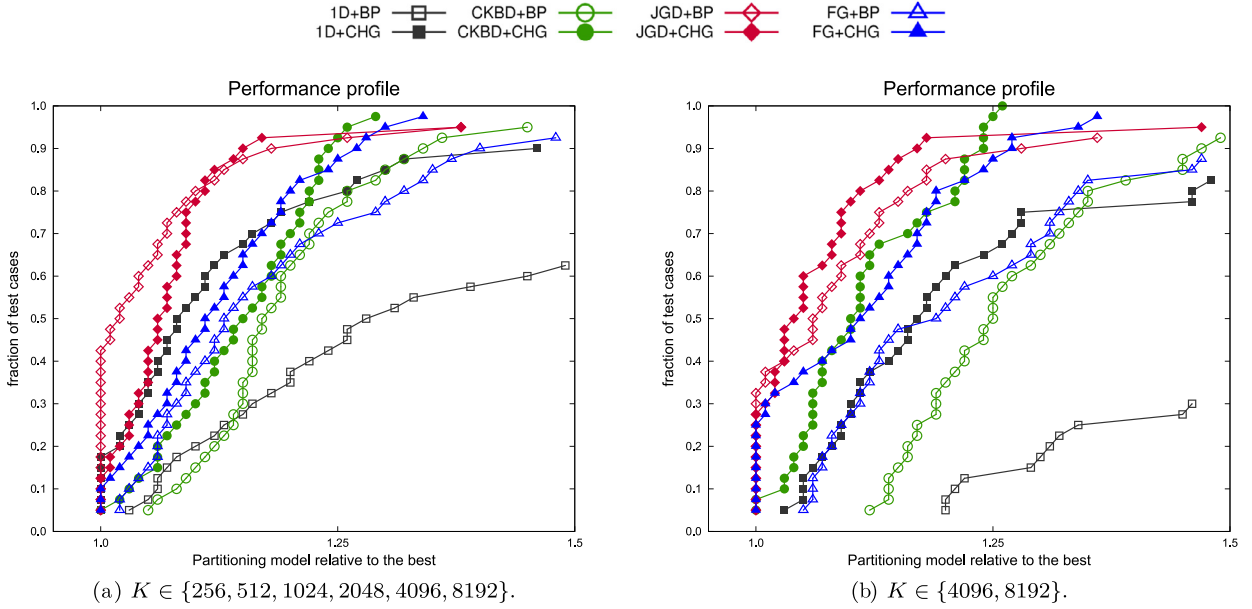 1D+BP CKBD+BP JGD+BP FG+BP
1D+CHG CKBD+CHG JGD+CHG FG+CHG
Performance profile
1.0
0.9
0.8
0.7
0.6
0.5
0.4
0.3
0.2
0.1
0.0
fraction of test cases
1.0 1.25 1.5
Partitioning model relative to the best
(a) K ∈ {256, 512, 1024, 2048, 4096, 8192}.
Performance profile
1.0
0.9
0.8
0.7
0.6
0.5
0.4
0.3
0.2
0.1
0.0
fraction of test cases
1.0 1.25 1.5
Partitioning model relative to the best
(b) K ∈ {4096, 8192}.